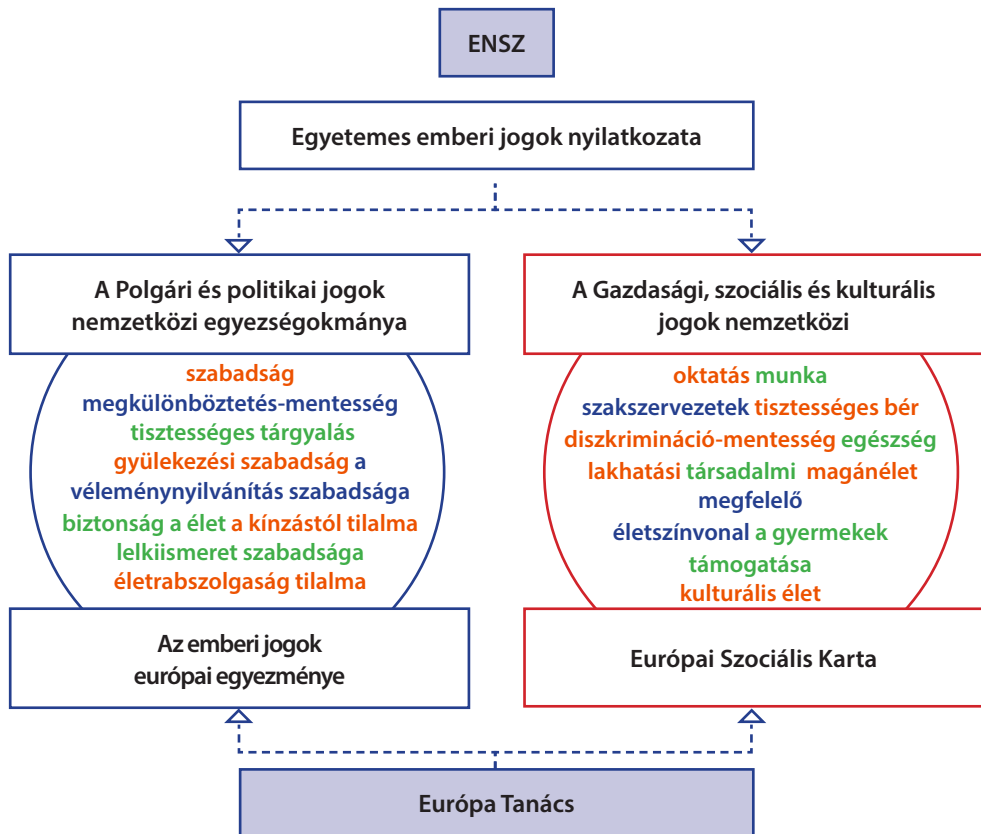 ENSZ
Egyetemes emberi jogok nyilatkozata
A Polgári és politikai jogok
nemzetközi egyezségokmánya
szabadság
megkülönböztetés-mentesség
tisztességes tárgyalás
gyülekezési szabadság a
véleménynyilvánítás szabadsága
biztonság a élet a kínzástól tilalma
lelkiismeret szabadsága
életrabszolgaság tilalma
Az emberi jogok
európai egyezménye
A Gazdasági, szociális és kulturális
jogok nemzetközi
oktatás munka
szakszervezetek tisztességes bér
diszkrimináció-mentesség egészség
lakhatási társadalmi magánélet
megfelelő
életszínvonal a gyermekek
támogatása
kulturális élet
Európai Szociális Karta
Európa Tanács